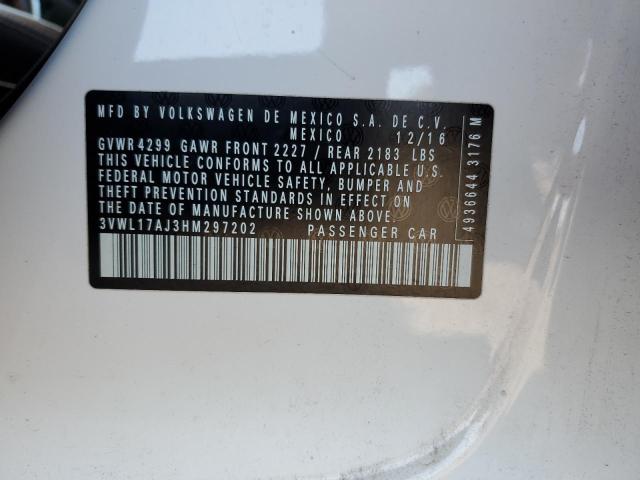 MFD BY VOLKSWAGEN DE MEXICO S.A. DE C.V.
MEXICO 12/16
GVWR 4299 GAWR FRONT 2227 / REAR 2183 LBS
THIS VEHICLE CONFORMS TO ALL APPLICABLE U.S.
FEDERAL MOTOR VEHICLE SAFETY, BUMPER AND
THEFT PREVENTION STANDARDS IN EFFECT ON
THE DATE OF MANUFACTURE SHOWN ABOVE.
3VWL17AJ3HM297202 PASSENGER CAR
4936644 3176 M